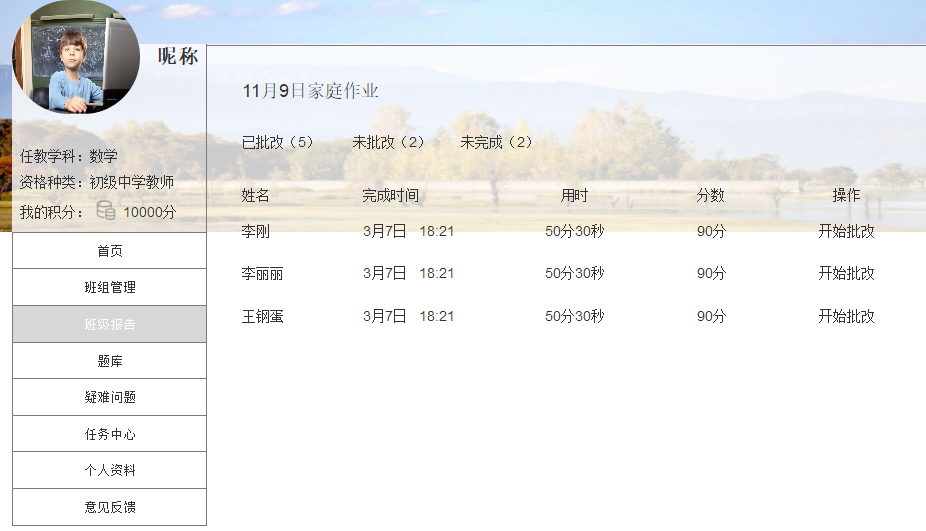 昵称
任教学科：数学
资格种类：初级中学教师
我的积分： 10000分
首页
班组管理
班级报告
题库
疑难问题
任务中心
个人资料
意见反馈
11月9日家庭作业
已批改（5） 未批改（2） 未完成（2）
姓名 完成时间 用时 分数 操作
李刚 3月7日 18:21 50分30秒 90分 开始批改
李丽丽 3月7日 18:21 50分30秒 90分 开始批改
王钢蛋 3月7日 18:21 50分30秒 90分 开始批改